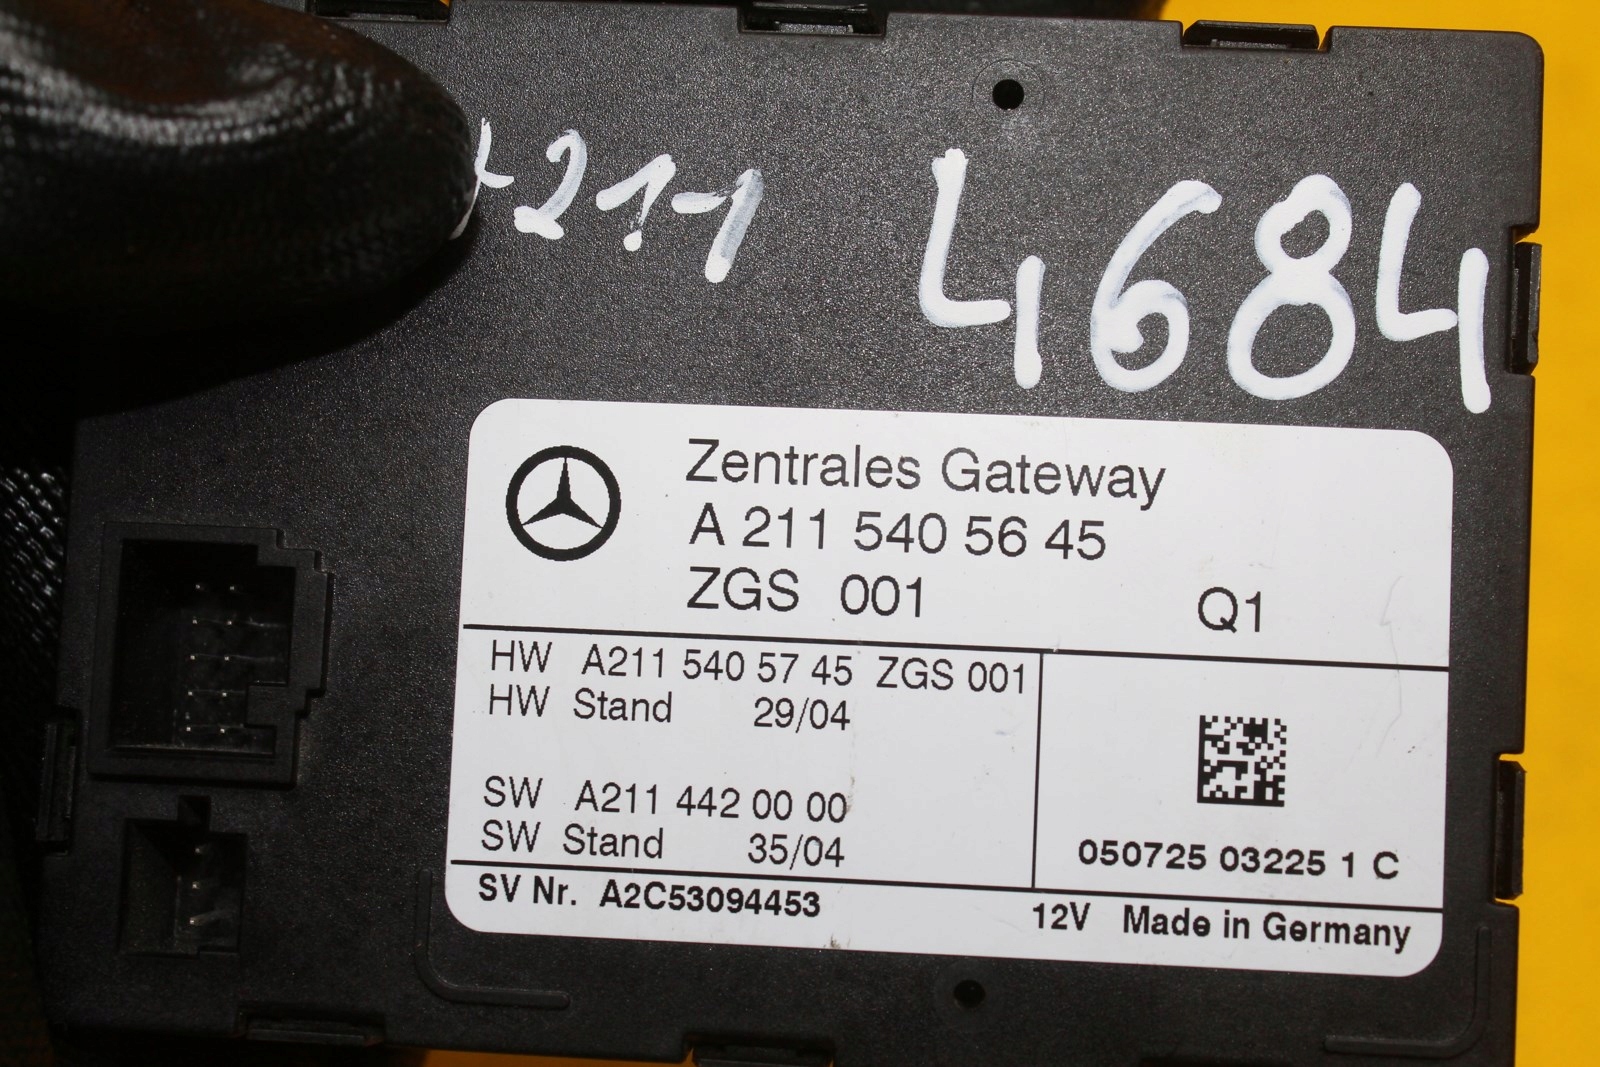 211
4684
Zentrales Gateway
A 211 540 56 45
ZGS 001 Q1
HW A211 540 57 45 ZGS 001
HW Stand 29/04
SW A211 442 00 00
SW Stand 35/04
050725 03225 1 C
SV Nr. A2C53094453
12V Made in Germany